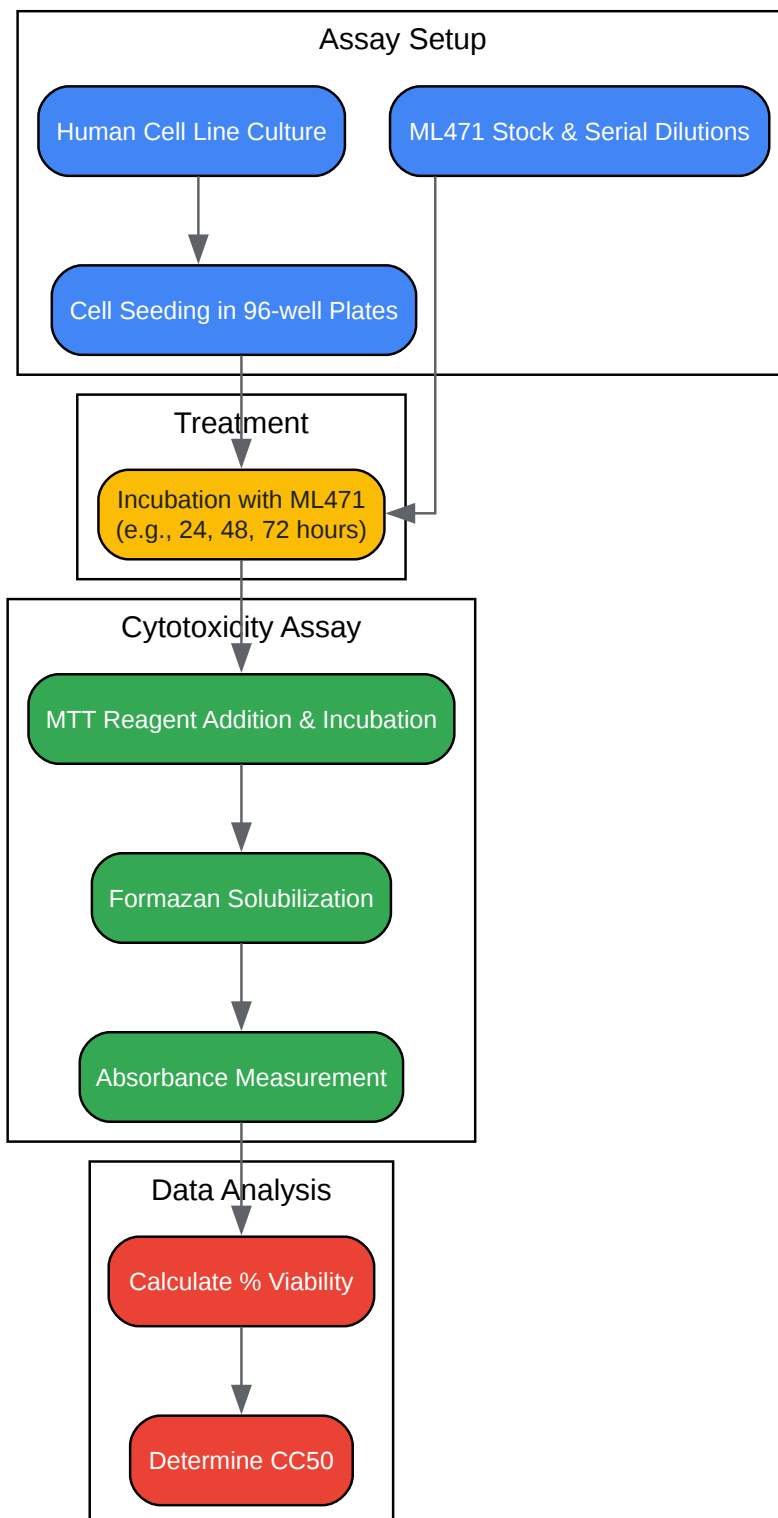 Assay Setup
Human Cell Line Culture
ML471 Stock & Serial Dilutions
Cell Seeding in 96-well Plates
Treatment
Incubation with ML471
(e.g., 24, 48, 72 hours)
Cytotoxicity Assay
MTT Reagent Addition & Incubation
Formazan Solubilization
Absorbance Measurement
Data Analysis
Calculate % Viability
Determine CC50